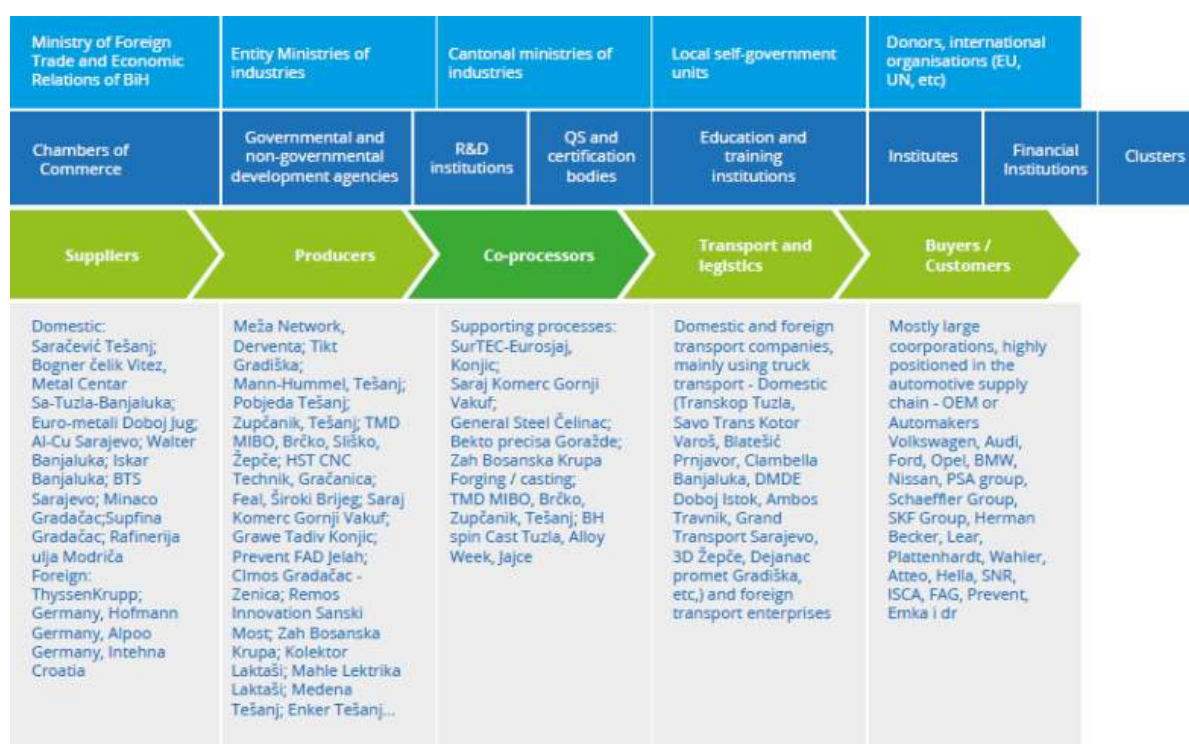 Ministry of Foreign
Trade and Economic
Relations of BiH
Entity Ministries of
industries
Cantonal ministries of
industries
Local self-government
units
Donors, international
organisations (EU,
UN, etc)
Chambers of
Commerce
Governmental and
non-governmental
development agencies
R&D
institutions
QS and
certification
bodies
Education and
training
institutions
Institutes
Financial
Institutions
Clusters
Suppliers
Producers
Co-processors
Transport and
legistics
Buyers /
Customers
Domestic:
Saračević Tešanj;
Bogner čelik Vitez,
Metal Centar
Sa-Tuzla-Banjaluka;
Euro-metali Doboj Jug;
Al-Cu Sarajevo; Walter
Banjaluka; Iskar
Banjaluka; BTS
Sarajevo; Minaco
Gradačac;Supfina
Gradačac; Rafinerija
ulja Modriča
Foreign:
ThyssenKrupp;
Germany, Hofmann
Germany, Alpoo
Germany, Intehna
Croatia
Meža Network,
Derventa; Tikt
Gradiška;
Mann-Hummel, Tešanj;
Pobjeda Tešanj;
Zupčanik, Tešanj; TMD
MIBO, Brčko, Sliško,
Žepče; HST CNC
Technik, Gračanica;
Feal, Široki Brijeg; Saraj
Komerc Gornji Vakuf;
Grawe Tadiv Konjic;
Prevent FAD Jelah;
CImos Gradačac -
Zenica; Remos
Innovation Sanski
Most; Zah Bosanska
Krupa; Kolektor
Laktaši; Mahle Lektrika
Laktaši; Medena
Tešanj; Enker Tešanj...
Supporting processes:
SurTEC-Eurosjaj,
Konjic;
Saraj Komerc Gornji
Vakuf;
General Steel Čelinac;
Bekto precisa Goražde;
Zah Bosanska Krupa
Forging / casting;
TMD MIBO, Brčko,
Zupčanik, Tešanj; BH
spin Cast Tuzla, Alloy
Week, Jajce
Domestic and foreign
transport companies,
mainly using truck
transport - Domestic
(Transkop Tuzla,
Savo Trans Kotor
Varoš, Blatešić
Prnjavor, Clambella
Banjaluka, DMDE
Doboj Istok, Ambos
Travnik, Grand
Transport Sarajevo,
3D Žepče, Dejanac
promet Gradiška,
etc,) and foreign
transport enterprises
Mostly large
coorporations, highly
positioned in the
automotive supply
chain - OEM or
Automakers
Volkswagen, Audi,
Ford, Opel, BMW,
Nissan, PSA group,
Schaeffler Group,
SKF Group, Herman
Becker, Lear,
Plattenhardt, Wahler,
Atteo, Hella, SNR,
ISCA, FAG, Prevent,
Emka i dr